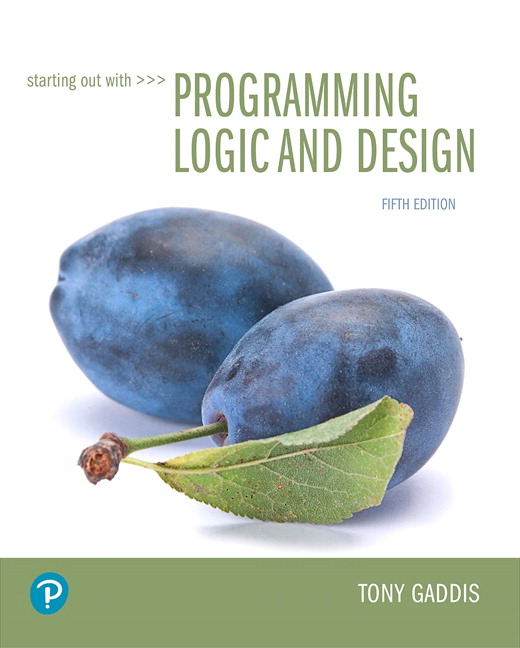 starting out with >>>
PROGRAMMING
LOGIC AND DESIGN
FIFTH EDITION
P
TONY GADDIS